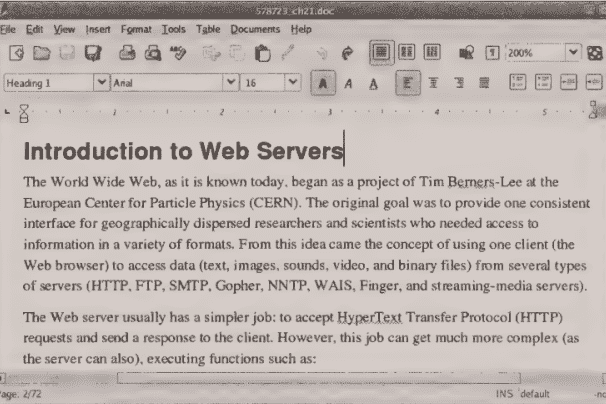 578723_ch21.doc
File Edit View Insert Format Tools Table Documents Help
200%
Heading 1 Arial 16 A A A
1 2 3 4 5
Introduction to Web Servers
The World Wide Web, as it is known today, began as a project of Tim Berners-Lee at the
European Center for Particle Physics (CERN). The original goal was to provide one consistent
interface for geographically dispersed researchers and scientists who needed access to
information in a variety of formats. From this idea came the concept of using one client (the
Web browser) to access data (text, images, sounds, video, and binary files) from several types
of servers (HTTP, FTP, SMTP, Gopher, NNTP, WAIS, Finger, and streaming-media servers).
The Web server usually has a simpler job: to accept HyperText Transfer Protocol (HTTP)
requests and send a response to the client. However, this job can get much more complex (as
the server can also), executing functions such as:
age: 2/72 INS default